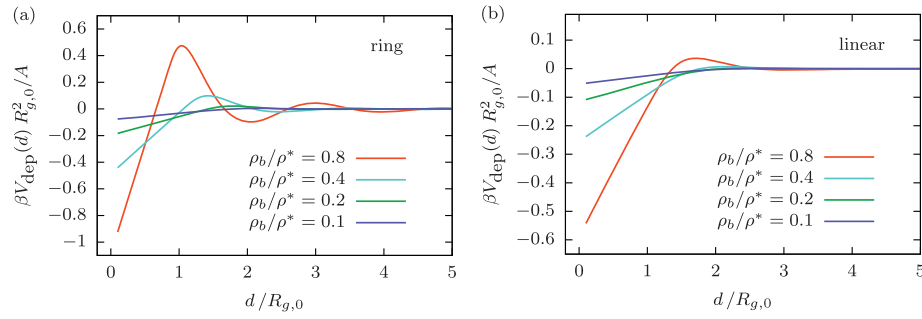 (a)
βV_dep(d) R²_g,0/A
0.6
0.4
0.2
0
-0.2
-0.4
-0.6
-0.8
-1
ring
ρ_b/ρ* = 0.8
ρ_b/ρ* = 0.4
ρ_b/ρ* = 0.2
ρ_b/ρ* = 0.1
0 1 2 3 4 5
d/R_g,0
(b)
βV_dep(d) R²_g,0/A
0.1
0
-0.1
-0.2
-0.3
-0.4
-0.5
-0.6
linear
ρ_b/ρ* = 0.8
ρ_b/ρ* = 0.4
ρ_b/ρ* = 0.2
ρ_b/ρ* = 0.1
0 1 2 3 4 5
d/R_g,0